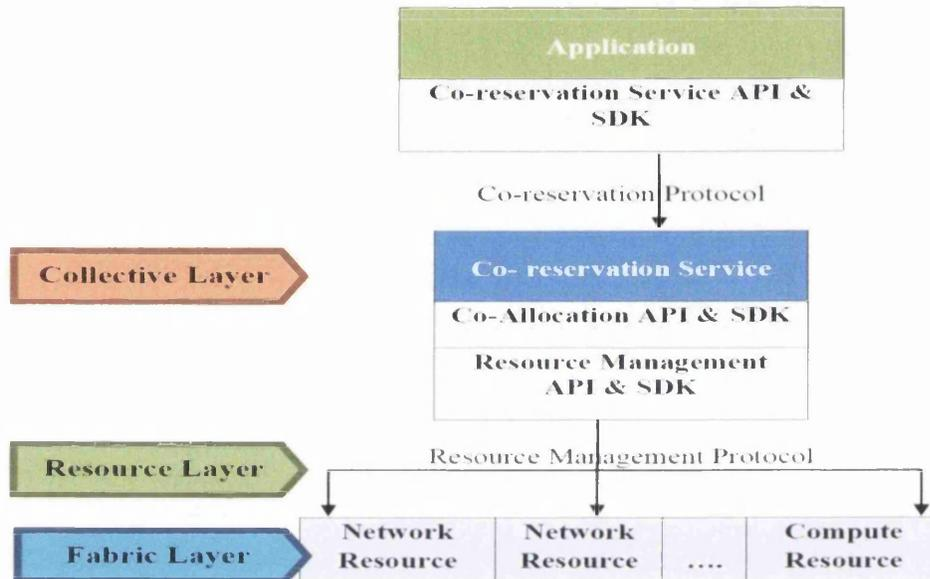 Application
Co-reservation Service API &
SDK
Co-reservation Protocol
Collective Layer
Co- reservation Service
Co-Allocation API & SDK
Resource Management
API & SDK
Resource Layer
Resource Management Protocol
Fabric Layer
Network
Resource
Network
Resource
....
Compute
Resource